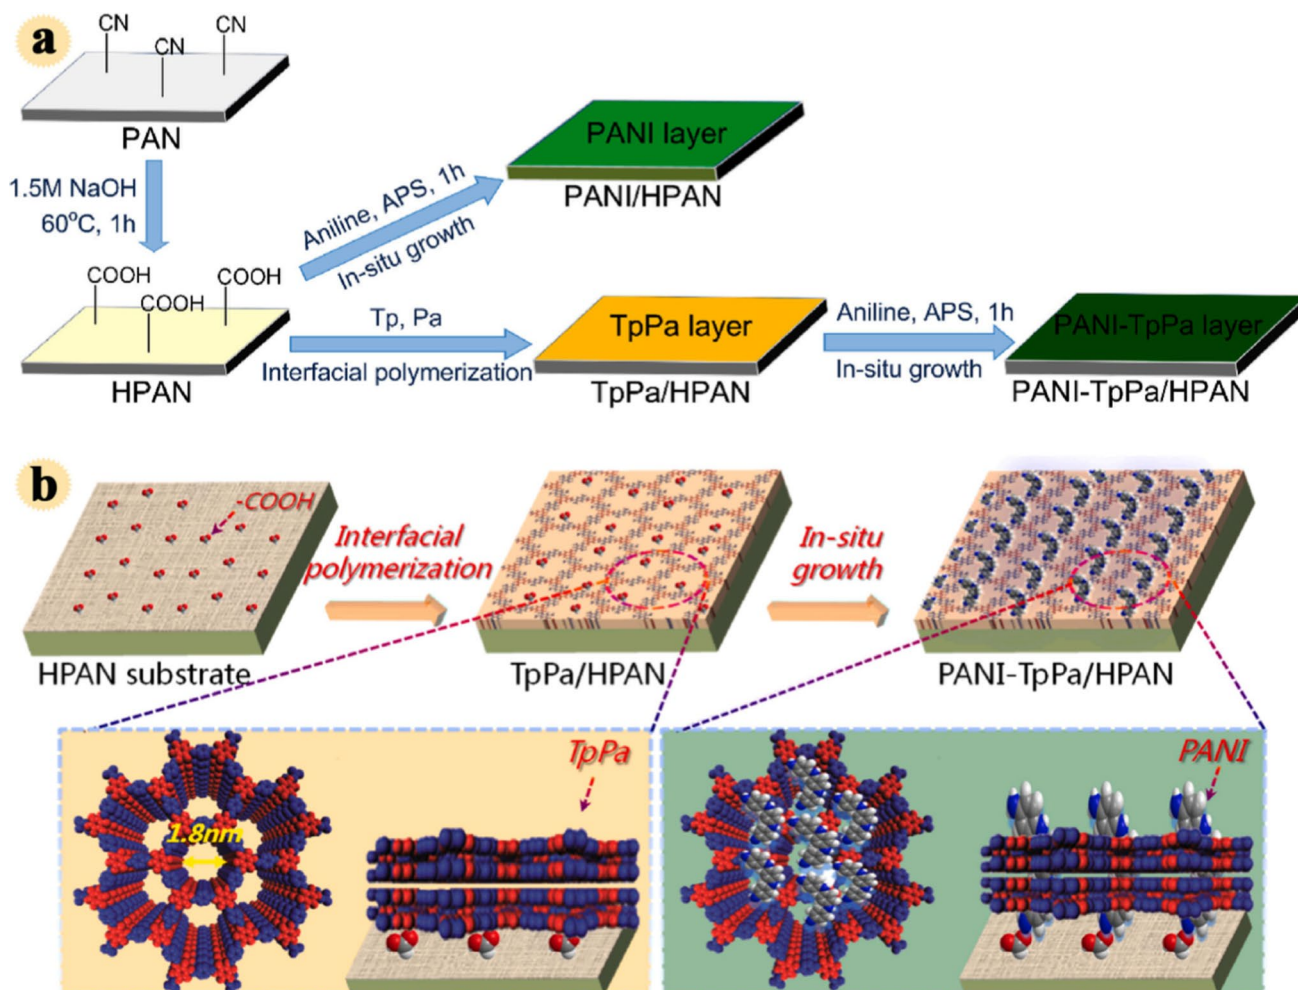 a
CN
CN
CN
PAN
1.5M NaOH
60°C, 1h
COOH
COOH
COOH
HPAN
Aniline, APS, 1h
In-situ growth
PANI layer
PANI/HPAN
Tp, Pa
Interfacial polymerization
TpPa layer
TpPa/HPAN
Aniline, APS, 1h
In-situ growth
PANI-TpPa layer
PANI-TpPa/HPAN
b
-COOH
HPAN substrate
Interfacial
polymerization
TpPa/HPAN
In-situ
growth
PANI-TpPa/HPAN
1.8nm
TpPa
PANI